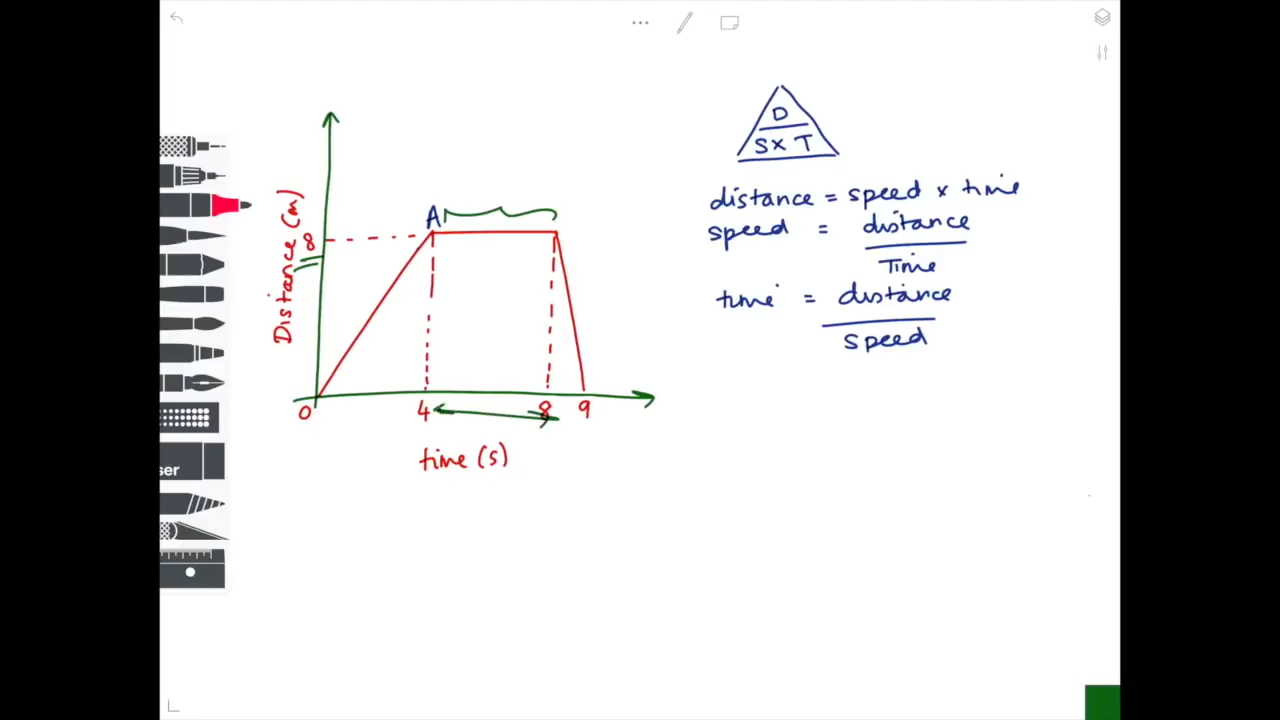 D
S x T
distance = speed x time
speed = distance
Time
time = distance
speed
A
8
Distance (m)
0
4
8
9
time (s)
ser